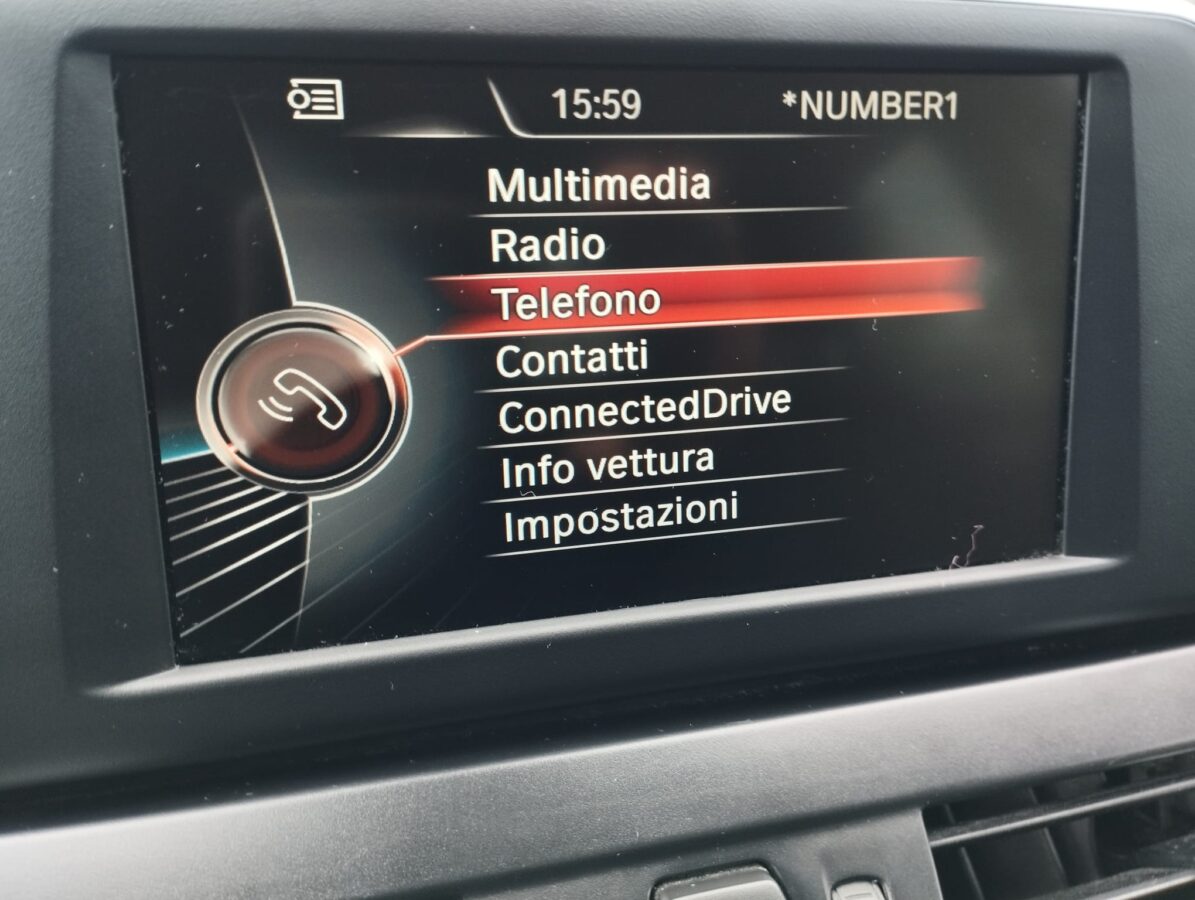 15:59 *NUMBER1
Multimedia
Radio
Telefono
Contatti
ConnectedDrive
Info vettura
Impostazioni